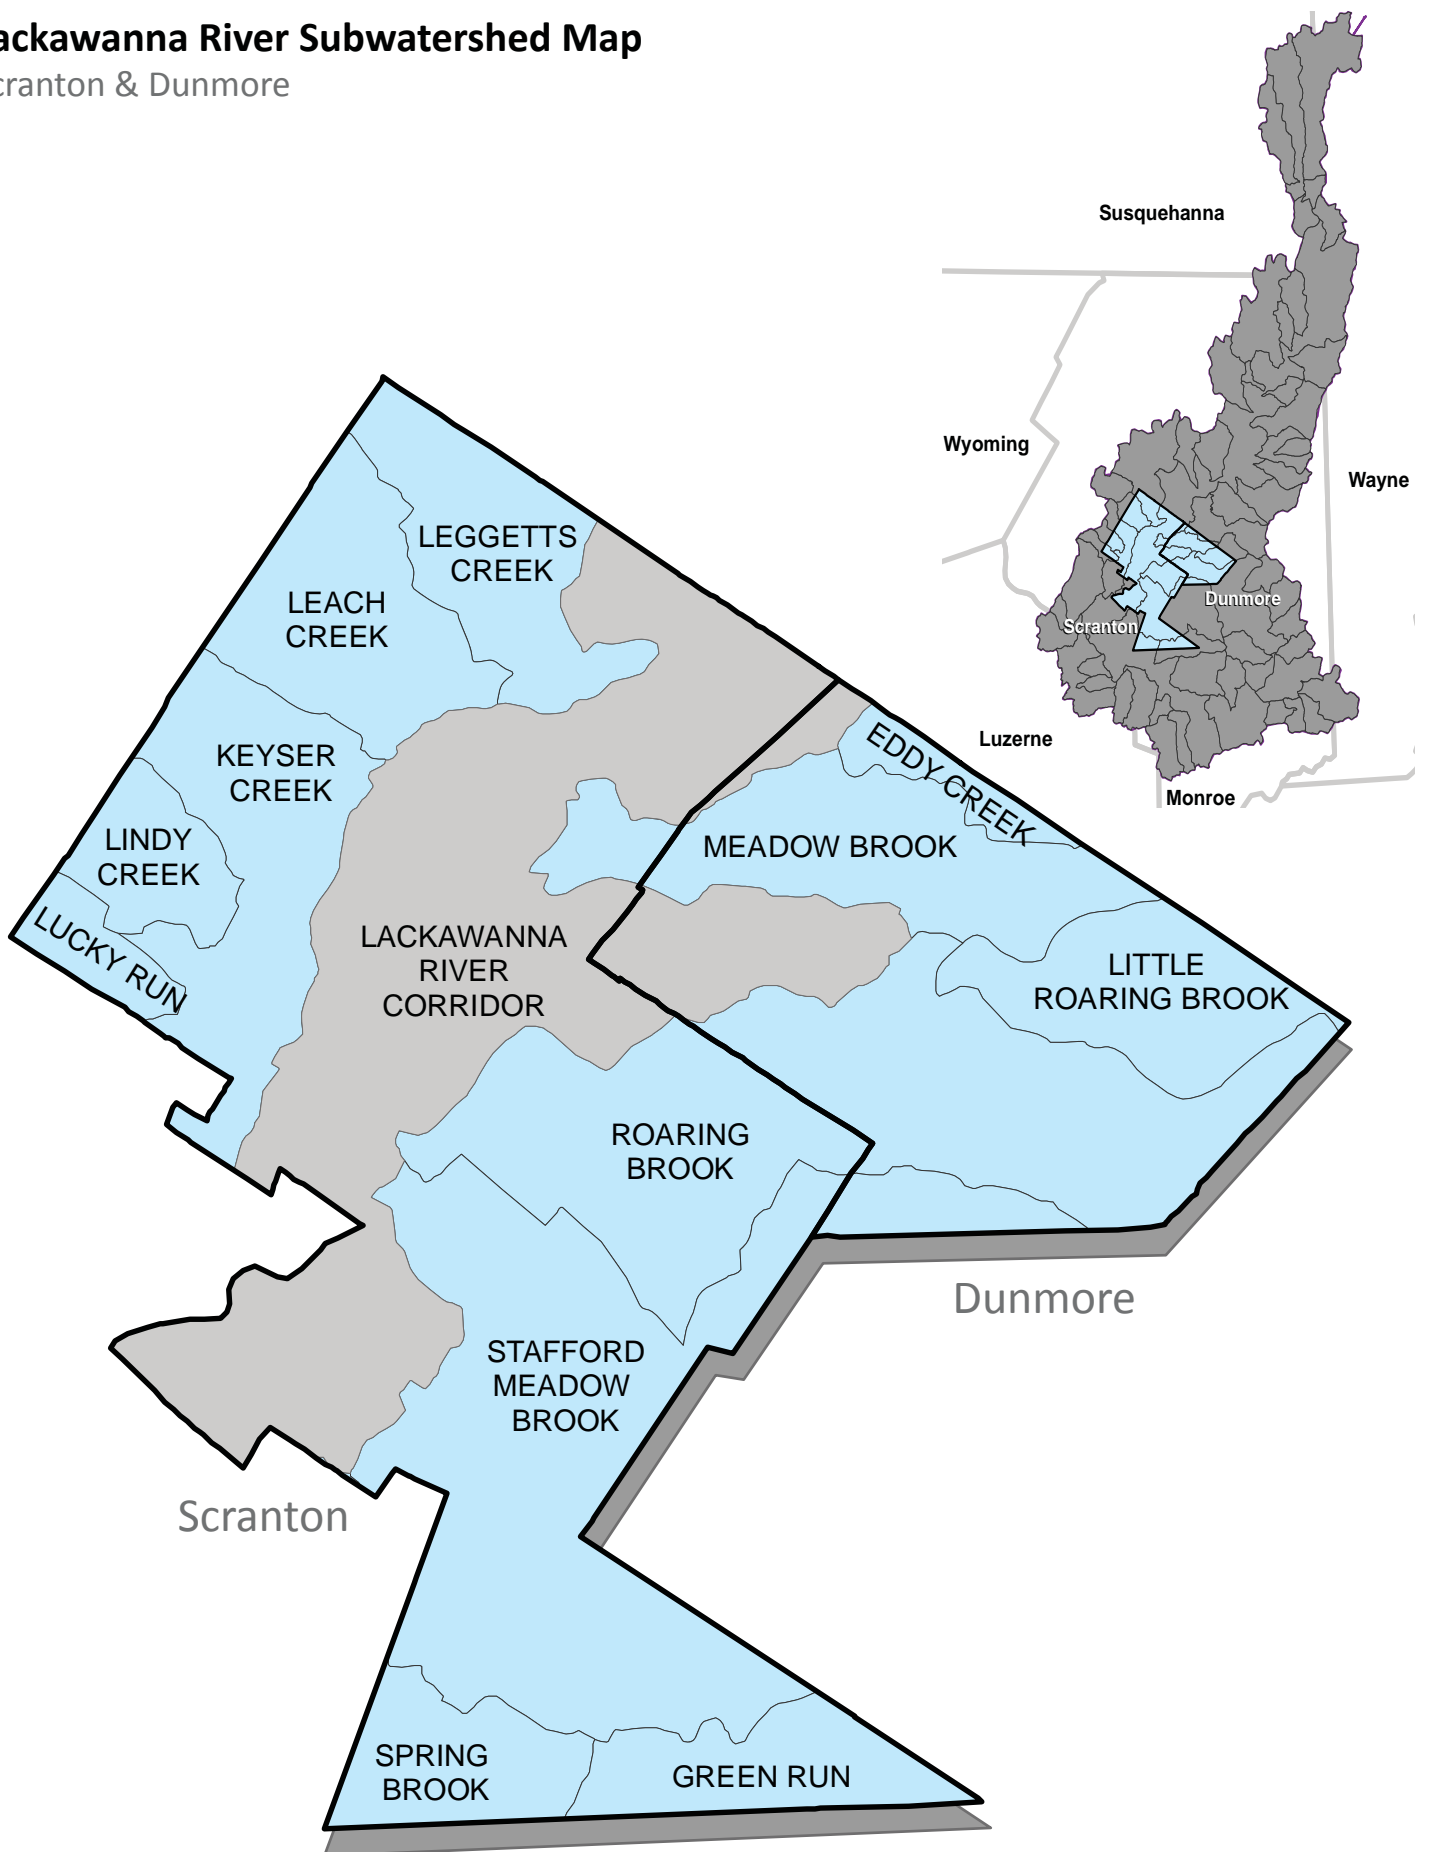 ackawanna River Subwatershed Map
cranton & Dunmore
Susquehanna
Wyoming
Wayne
Dunmore
Scranton
Luzerne
Monroe
LEGGETTS
CREEK
LEACH
CREEK
KEYSER
CREEK
LINDY
CREEK
LUCKY RUN
EDDY CREEK
MEADOW BROOK
LACKAWANNA
RIVER
CORRIDOR
LITTLE
ROARING BROOK
ROARING
BROOK
Dunmore
STAFFORD
MEADOW
BROOK
Scranton
SPRING
BROOK
GREEN RUN